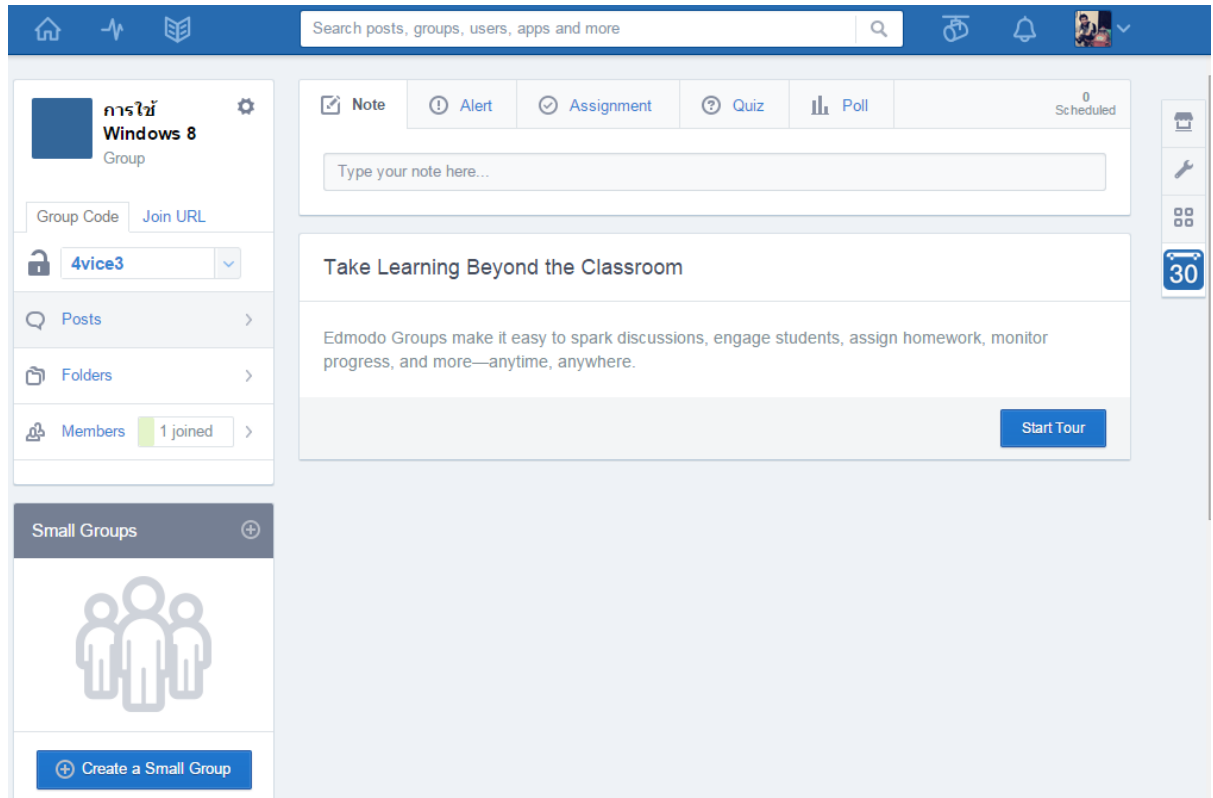 Search posts, groups, users, apps and more
การใช้
Windows 8
Group
Group Code
Join URL
4vice3
Posts
Folders
Members
1 joined
Small Groups
Create a Small Group
Note
Alert
Assignment
Quiz
Poll
0
Scheduled
Type your note here...
Take Learning Beyond the Classroom
Edmodo Groups make it easy to spark discussions, engage students, assign homework, monitor
progress, and more—anytime, anywhere.
Start Tour
30